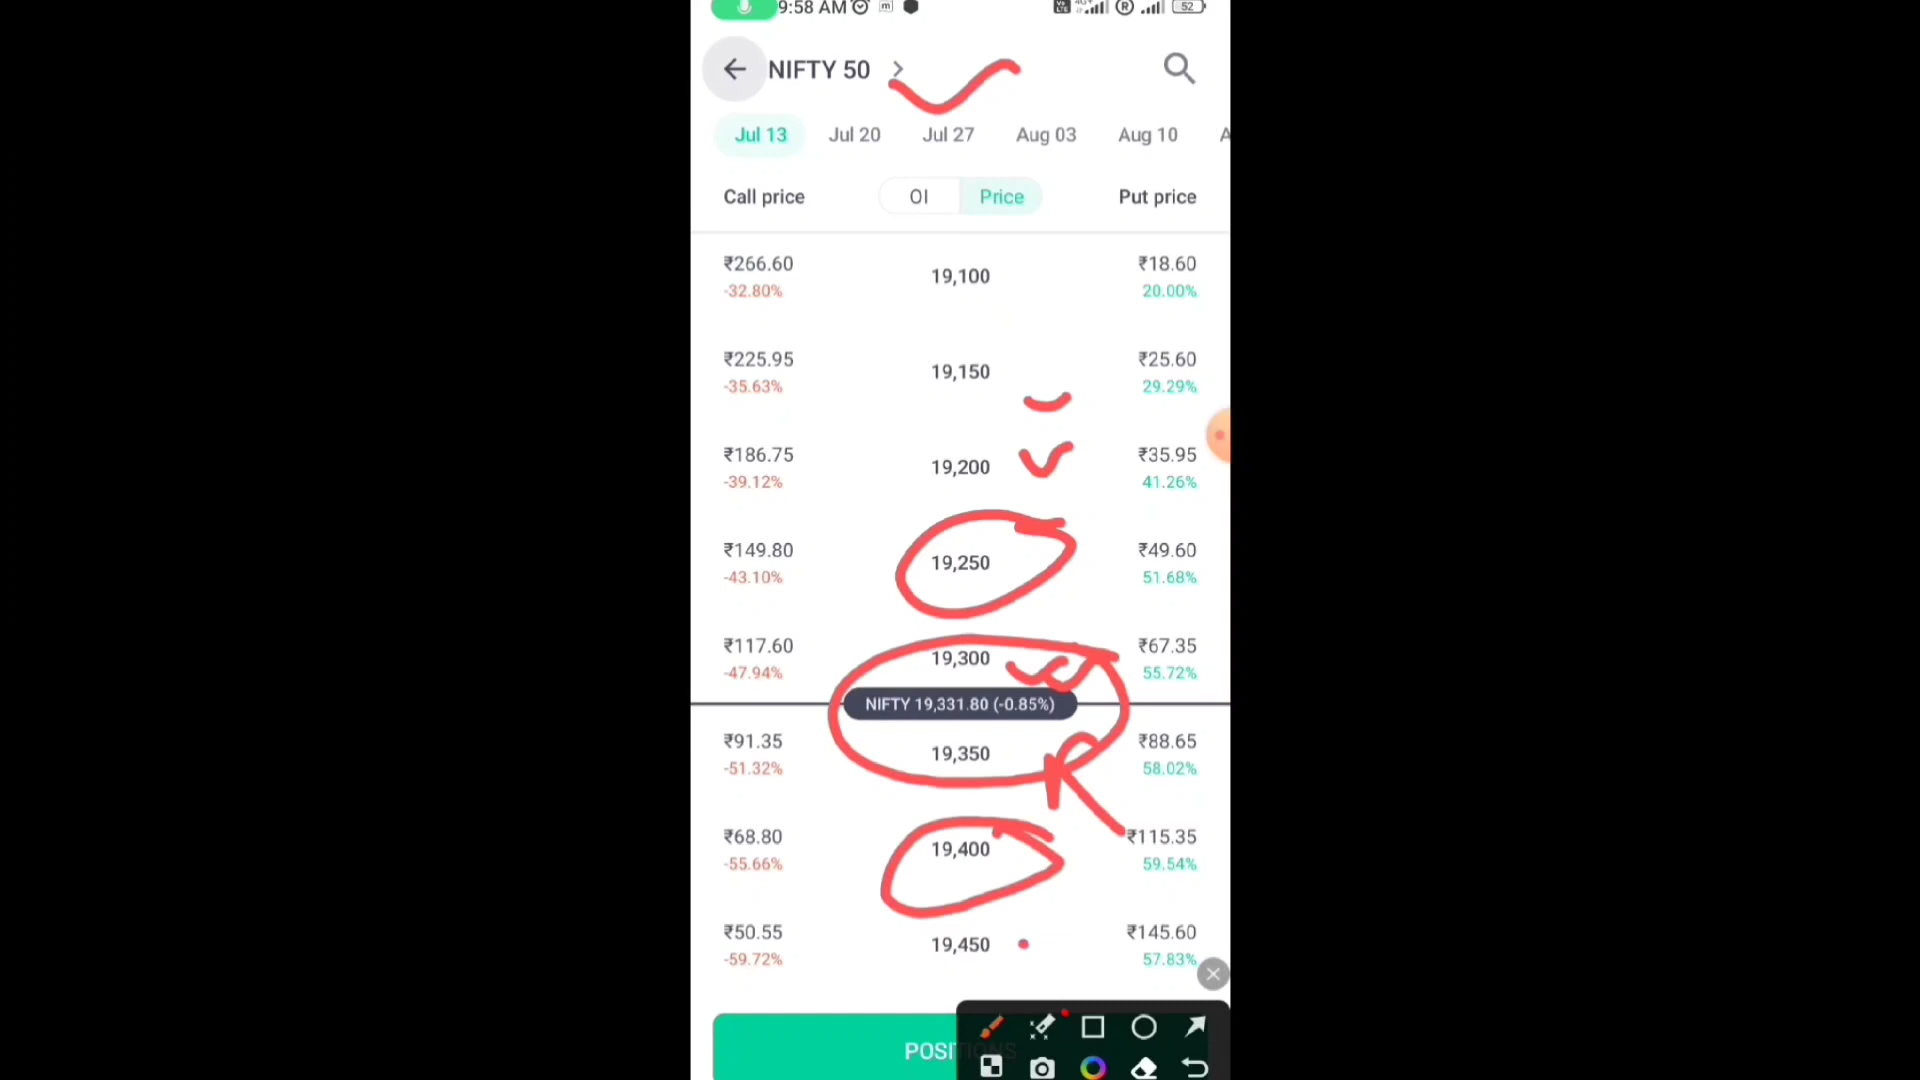 9:58 AM
52
NIFTY 50
Jul 13 Jul 20 Jul 27 Aug 03 Aug 10 A
Call price OI Price Put price
₹266.60 19,100 ₹18.60
-32.80% 20.00%
₹225.95 19,150 ₹25.60
-35.63% 29.29%
₹186.75 19,200 ₹35.95
-39.12% 41.26%
₹149.80 19,250 ₹49.60
-43.10% 51.68%
₹117.60 19,300 ₹67.35
-47.94% 55.72%
NIFTY 19,331.80 (-0.85%)
₹91.35 19,350 ₹88.65
-51.32% 58.02%
₹68.80 19,400 ₹115.35
-55.66% 59.54%
₹50.55 19,450 ₹145.60
-59.72% 57.83%
POSITIONS